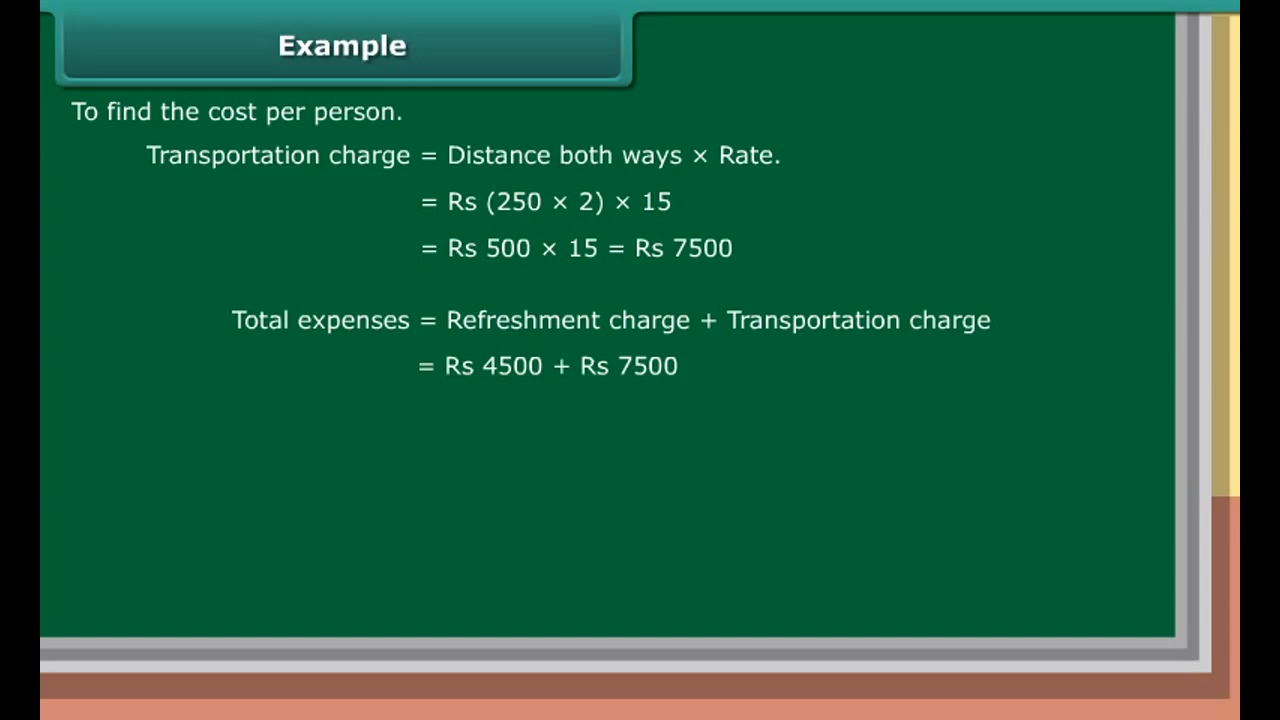 Example
To find the cost per person.
Transportation charge = Distance both ways × Rate.
= Rs (250 × 2) × 15
= Rs 500 × 15 = Rs 7500
Total expenses = Refreshment charge + Transportation charge
= Rs 4500 + Rs 7500